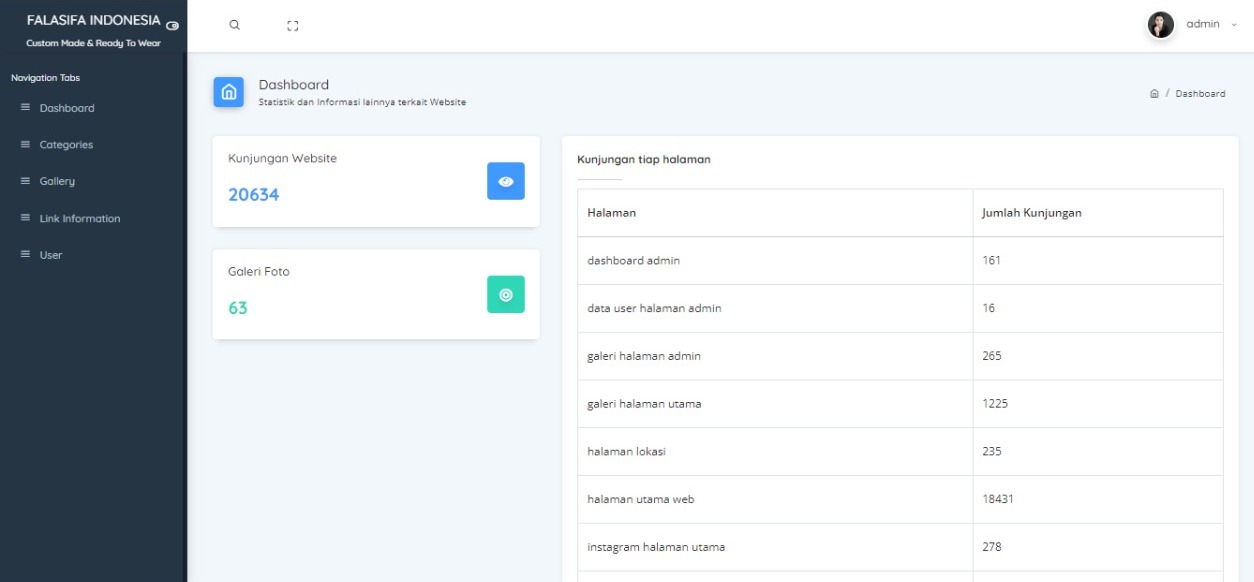 FALASIFA INDONESIA
Custom Made & Ready To Wear
admin
Navigation Tabs
Dashboard
Categories
Gallery
Link Information
User
Dashboard
Statistik dan Informasi lainnya terkait Website
/ Dashboard
Kunjungan Website
20634
Galeri Foto
63
Kunjungan tiap halaman
Halaman Jumlah Kunjungan
dashboard admin 161
data user halaman admin 16
galeri halaman admin 265
galeri halaman utama 1225
halaman lokasi 235
halaman utama web 18431
instagram halaman utama 278